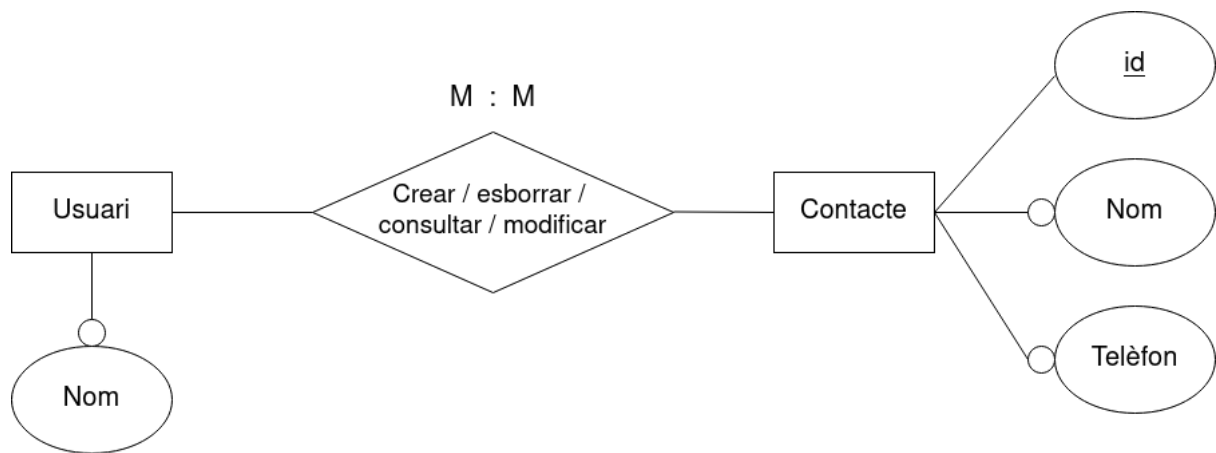 id
M : M
Crear / esborrar /
consultar / modificar
Usuari
Contacte
Nom
Telèfon
Nom